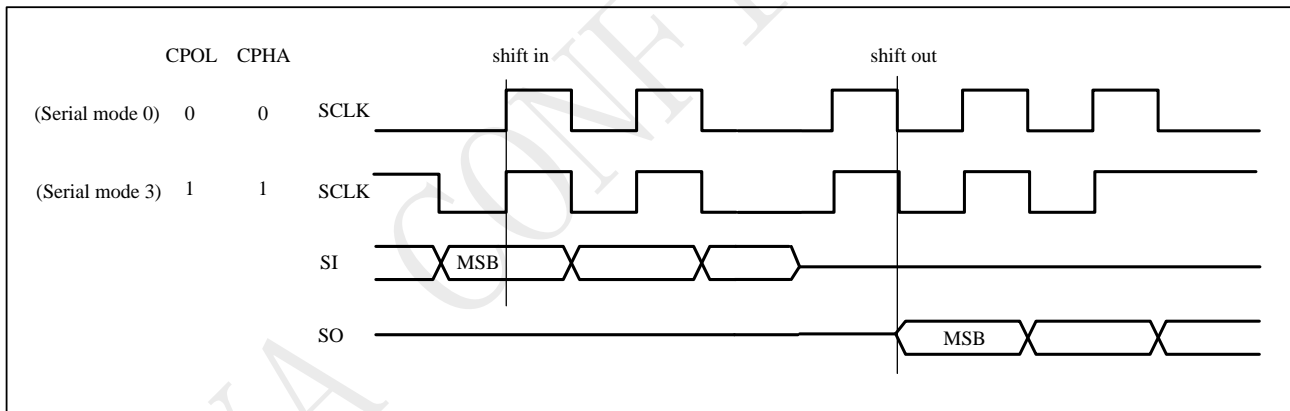 CPOL CPHA shift in shift out
(Serial mode 0) 0 0 SCLK
(Serial mode 3) 1 1 SCLK
SI MSB
SO MSB